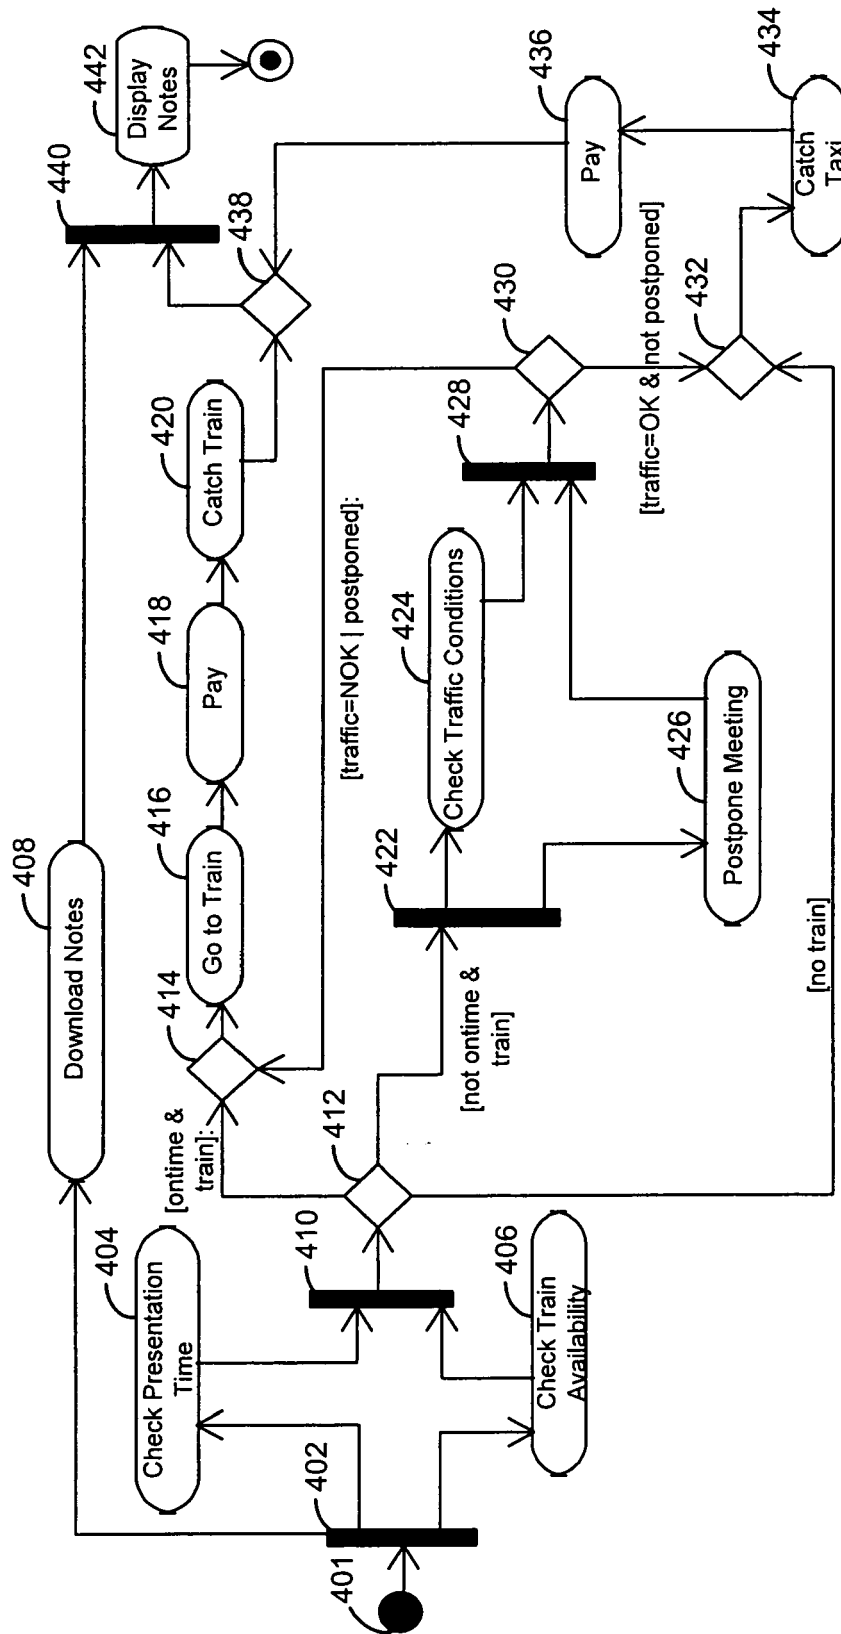 401
402
404
Check Presentation
Time
406
Check Train
Availability
408
Download Notes
410
412
[ontime &
train]:
[not ontime &
train]
[no train]
414
416
Go to Train
418
Pay
420
Catch Train
422
424
Check Traffic Conditions
426
Postpone Meeting
428
430
[traffic=NOK | postponed]:
[traffic=OK & not postponed]
432
434
Catch
Taxi
436
Pay
438
440
442
Display
Notes